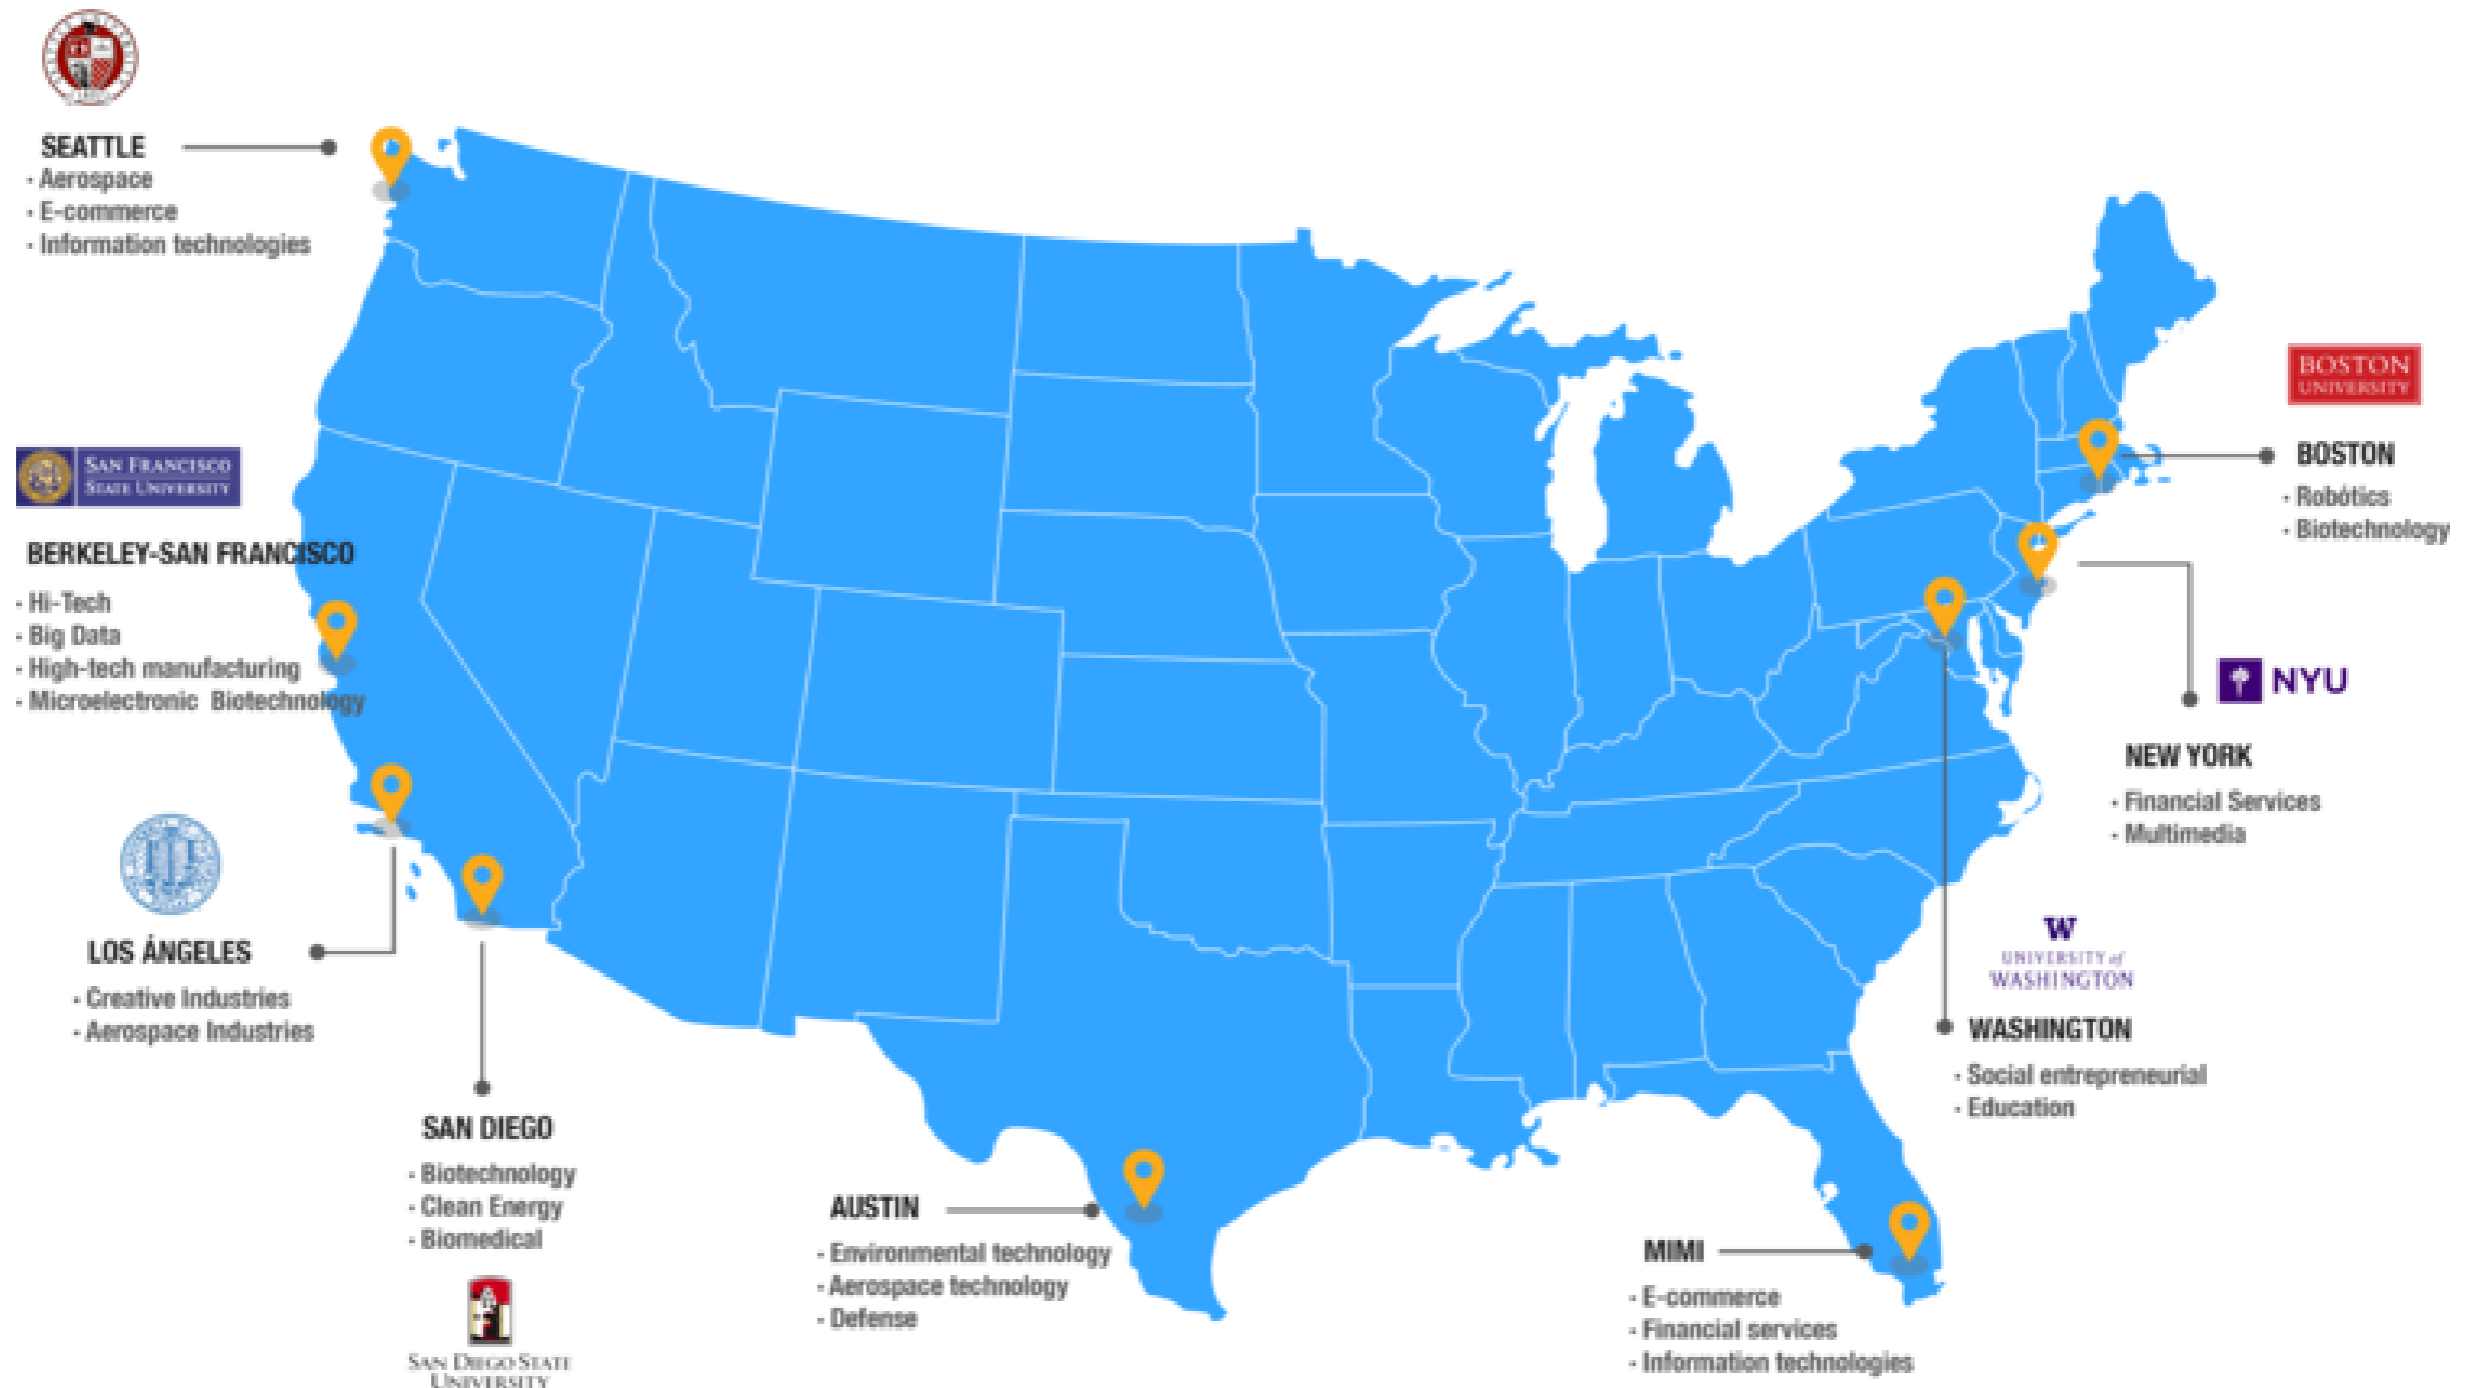 SEATTLE
· Aerospace
· E-commerce
· Information technologies
SAN FRANCISCO
STATE UNIVERSITY
BERKELEY-SAN FRANCISCO
· Hi-Tech
· Big Data
· High-tech manufacturing
· Microelectronic Biotechnology
LOS ÁNGELES
· Creative Industries
· Aerospace Industries
SAN DIEGO
· Biotechnology
· Clean Energy
· Biomedical
SAN DIEGO STATE
UNIVERSITY
AUSTIN
· Environmental technology
· Aerospace technology
· Defense
MIMI
· E-commerce
· Financial services
· Information technologies
W
UNIVERSITY of
WASHINGTON
WASHINGTON
· Social entrepreneurial
· Education
NYU
NEW YORK
· Financial Services
· Multimedia
BOSTON
UNIVERSITY
BOSTON
· Robótics
· Biotechnology